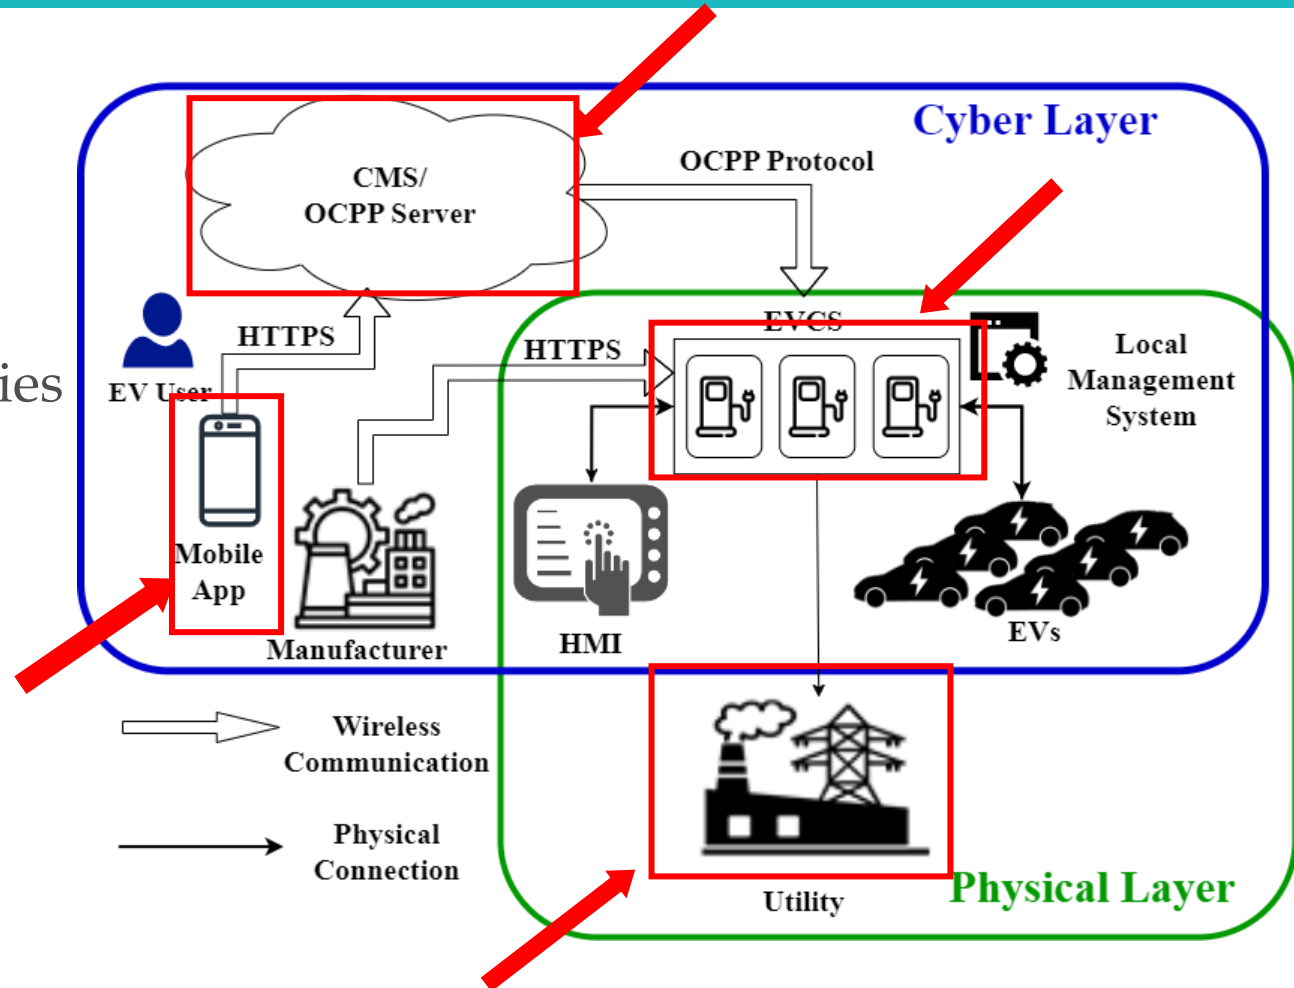 Cyber Layer
CMS/
OCPP Server
OCPP Protocol
HTTPS
EV User
ies
Mobile
App
Manufacturer
HTTPS
EVCS
Local
Management
System
HMI
EVs
Wireless
Communication
Physical
Connection
Utility
Physical Layer